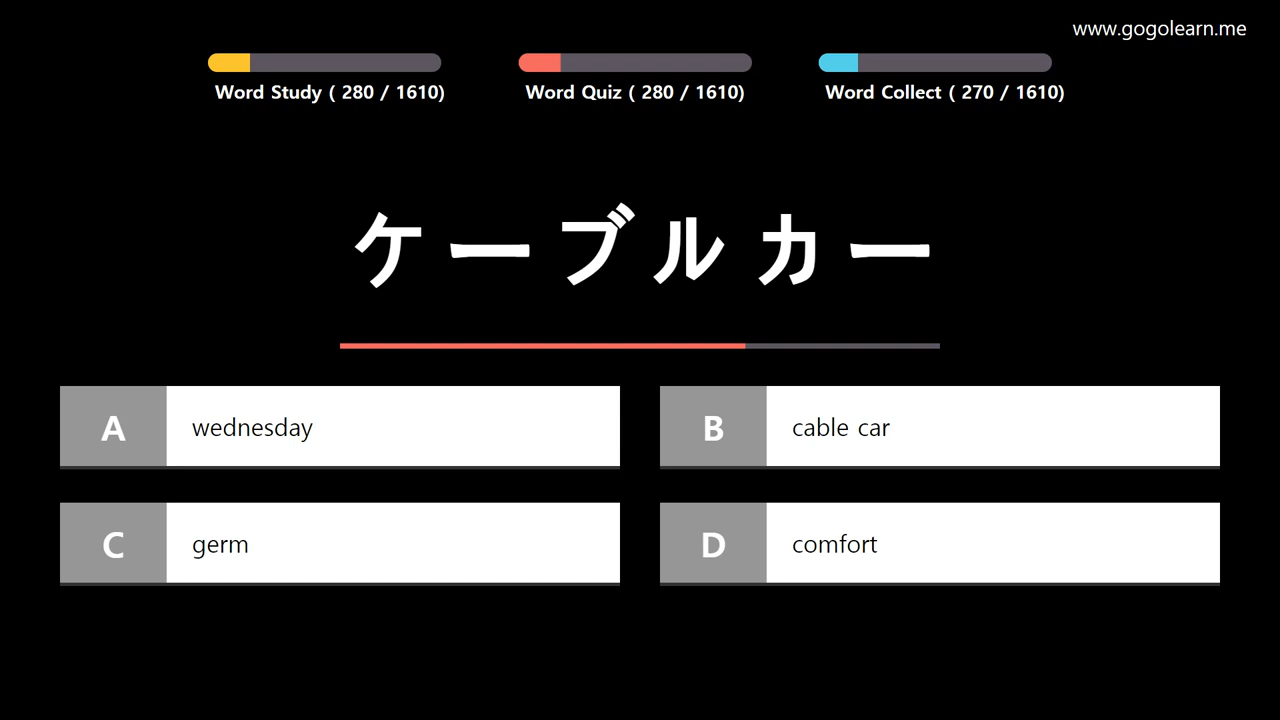 www.gogolearn.me
Word Study ( 280 / 1610)
Word Quiz ( 280 / 1610)
Word Collect ( 270 / 1610)
ケーブルカー
A wednesday
B cable car
C germ
D comfort